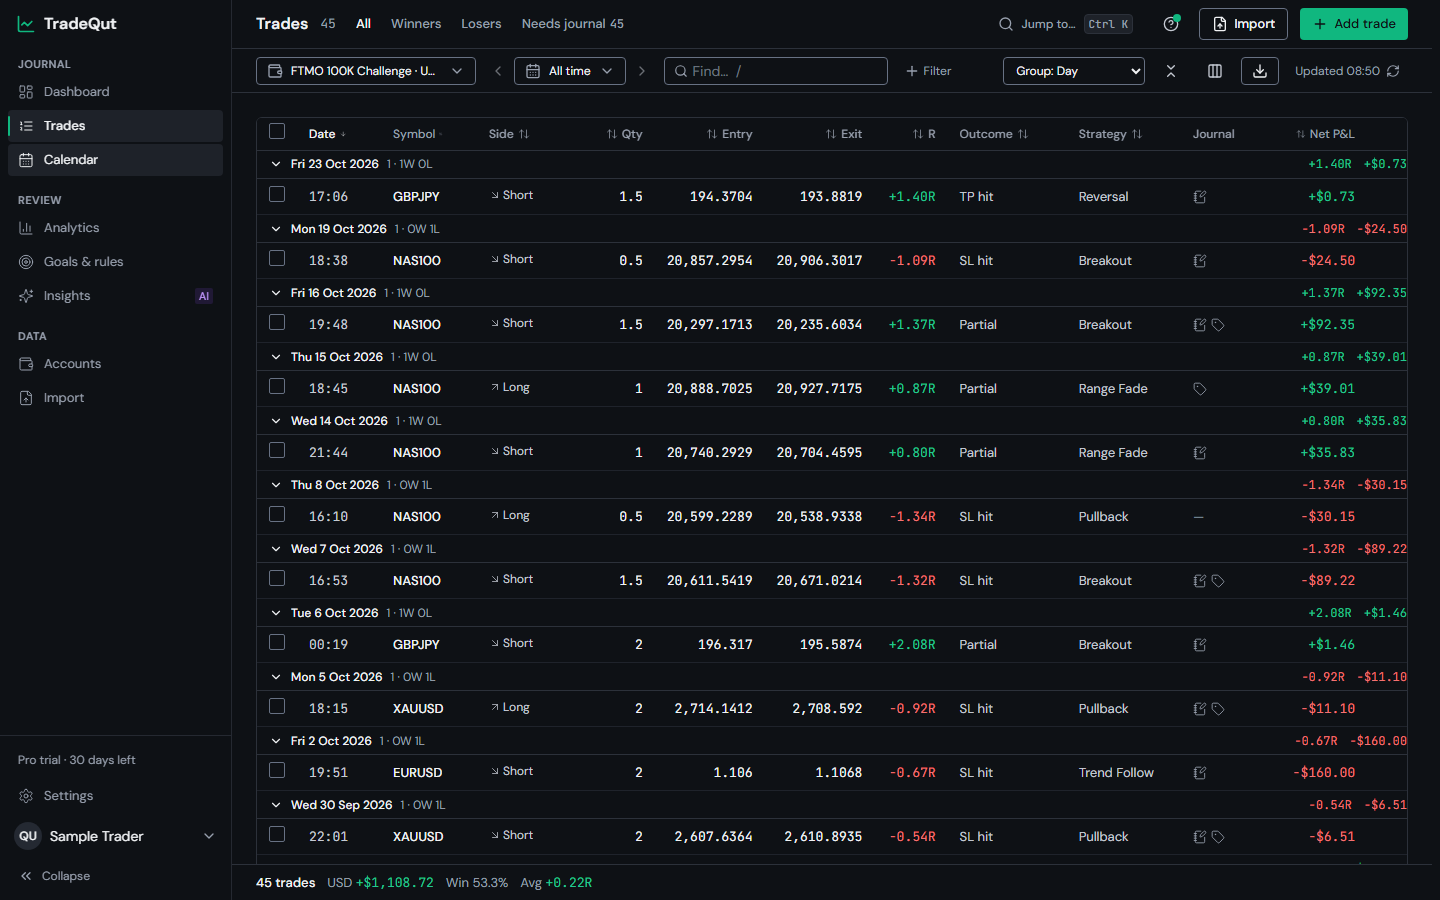 TradeQut
JOURNAL
Dashboard
Trades
Calendar
REVIEW
Analytics
Goals & rules
Insights AI
DATA
Accounts
Import
Pro trial · 30 days left
Settings
QU Sample Trader
Collapse
Trades 45 All Winners Losers Needs journal 45 Jump to... Ctrl K Import Add trade
FTMO 100K Challenge · U... All time Find... / Filter Group: Day Updated 08:50
Date Symbol Side Qty Entry Exit R Outcome Strategy Journal Net P&L
Fri 23 Oct 2026 1 · 1W 0L +1.40R +$0.73
17:06 GBPJPY Short 1.5 194.3704 193.8819 +1.40R TP hit Reversal +$0.73
Mon 19 Oct 2026 1 · 0W 1L -1.09R -$24.50
18:38 NAS100 Short 0.5 20,857.2954 20,906.3017 -1.09R SL hit Breakout -$24.50
Fri 16 Oct 2026 1 · 1W 0L +1.37R +$92.35
19:48 NAS100 Short 1.5 20,297.1713 20,235.6034 +1.37R Partial Breakout +$92.35
Thu 15 Oct 2026 1 · 1W 0L +0.87R +$39.01
18:45 NAS100 Long 1 20,888.7025 20,927.7175 +0.87R Partial Range Fade +$39.01
Wed 14 Oct 2026 1 · 1W 0L +0.80R +$35.83
21:44 NAS100 Short 1 20,740.2929 20,704.4595 +0.80R Partial Range Fade +$35.83
Thu 8 Oct 2026 1 · 0W 1L -1.34R -$30.15
16:10 NAS100 Long 0.5 20,599.2289 20,538.9338 -1.34R SL hit Pullback — -$30.15
Wed 7 Oct 2026 1 · 0W 1L -1.32R -$89.22
16:53 NAS100 Short 1.5 20,611.5419 20,671.0214 -1.32R SL hit Breakout -$89.22
Tue 6 Oct 2026 1 · 1W 0L +2.08R +$1.46
00:19 GBPJPY Short 2 196.317 195.5874 +2.08R Partial Breakout +$1.46
Mon 5 Oct 2026 1 · 0W 1L -0.92R -$11.10
18:15 XAUUSD Long 2 2,714.1412 2,708.592 -0.92R SL hit Pullback -$11.10
Fri 2 Oct 2026 1 · 0W 1L -0.67R -$160.00
19:51 EURUSD Short 2 1.106 1.1068 -0.67R SL hit Trend Follow -$160.00
Wed 30 Sep 2026 1 · 0W 1L -0.54R -$6.51
22:01 XAUUSD Short 2 2,607.6364 2,610.8935 -0.54R SL hit Pullback -$6.51
45 trades USD +$1,108.72 Win 53.3% Avg +0.22R